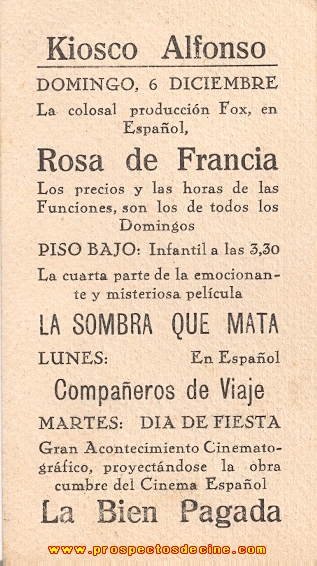 Kiosco Alfonso
DOMINGO, 6 DICIEMBRE
La colosal producción Fox, en
Español,
Rosa de Francia
Los precios y las horas de las
Funciones, son los de todos los
Domingos
PISO BAJO: Infantil a las 3,30
La cuarta parte de la emocionan-
te y misteriosa película
LA SOMBRA QUE MATA
LUNES: En Español
Compañeros de Viaje
MARTES: DIA DE FIESTA
Gran Acontecimiento Cinemato-
gráfico, proyectándose la obra
cumbre del Cinema Español
La Bien Pagada
www.prospectosdecine.com